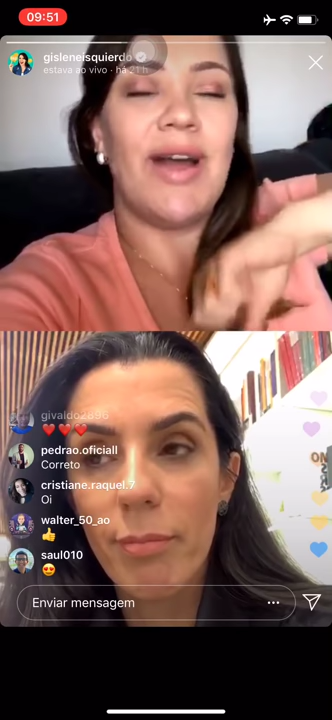 09:51
gisleneisquierdo
estava ao vivo · há 21 h
givaldo2896
❤️❤️❤️
pedrao.oficiall
Correto
cristiane.raquel.7
Oi
walter_50_ao
👍
saul010
😍
Enviar mensagem